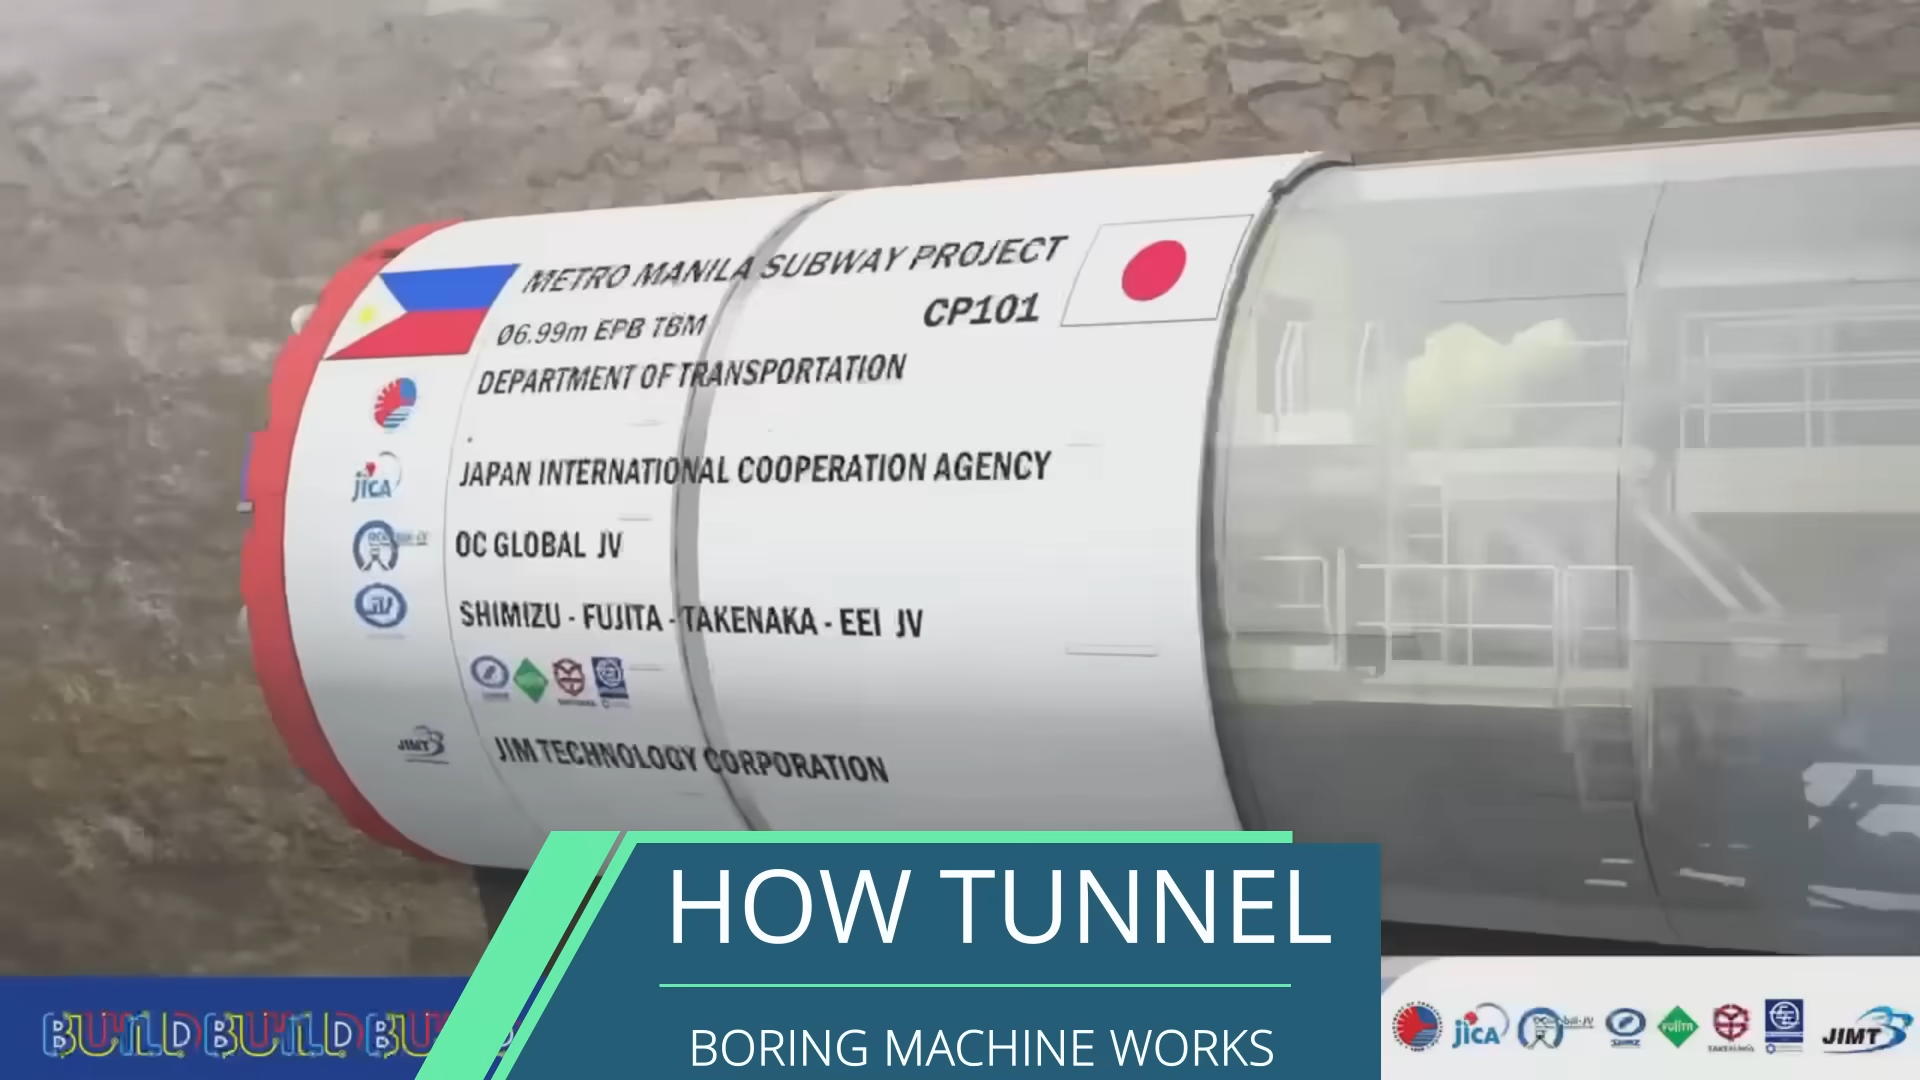 METRO MANILA SUBWAY PROJECT
CP101
Ø6.99m EPB TBM
DEPARTMENT OF TRANSPORTATION
JICA
JAPAN INTERNATIONAL COOPERATION AGENCY
OC GLOBAL JV
JV
SHIMIZU - FUJITA - TAKENAKA - EEI JV
JIMT
JIM TECHNOLOGY CORPORATION
HOW TUNNEL
BORING MACHINE WORKS
BUILD BUILD BU
JICA
FUJITA
JIMT